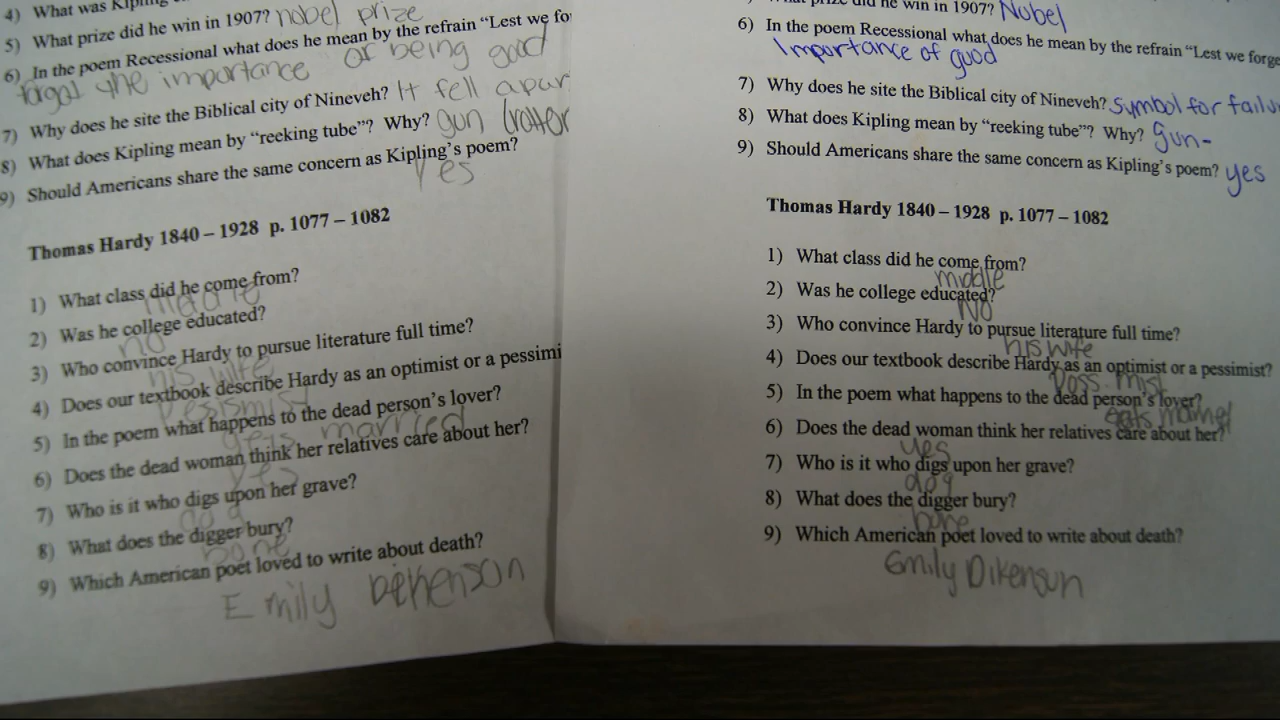 4) What was Kipling
5) What prize did he win in 1907? nobel prize
6) In the poem Recessional what does he mean by the refrain “Lest we fo
forgot the importance of being good
7) Why does he site the Biblical city of Nineveh? It fell apar
8) What does Kipling mean by “reeking tube”? Why? gun
9) Should Americans share the same concern as Kipling’s poem?
Yes
Thomas Hardy 1840 – 1928 p. 1077 – 1082
1) What class did he come from?
middle
2) Was he college educated?
no
3) Who convince Hardy to pursue literature full time?
his wife
4) Does our textbook describe Hardy as an optimist or a pessimi
Pesismist
5) In the poem what happens to the dead person’s lover?
gets married
6) Does the dead woman think her relatives care about her?
yes
7) Who is it who digs upon her grave?
dog
8) What does the digger bury?
bone
9) Which American poet loved to write about death?
Emily Dikenson
prize did he win in 1907? Nobel
6) In the poem Recessional what does he mean by the refrain “Lest we forge
Importance of good
7) Why does he site the Biblical city of Nineveh? Symbol for failu
8) What does Kipling mean by “reeking tube”? Why? gun-
9) Should Americans share the same concern as Kipling’s poem? yes
Thomas Hardy 1840 – 1928 p. 1077 – 1082
1) What class did he come from?
middle
2) Was he college educated?
NO
3) Who convince Hardy to pursue literature full time?
his wife
4) Does our textbook describe Hardy as an optimist or a pessimist?
5) In the poem what happens to the dead person’s lover?
6) Does the dead woman think her relatives care about her?
yes
7) Who is it who digs upon her grave?
dog
8) What does the digger bury?
bone
9) Which American poet loved to write about death?
Emily Dikensun